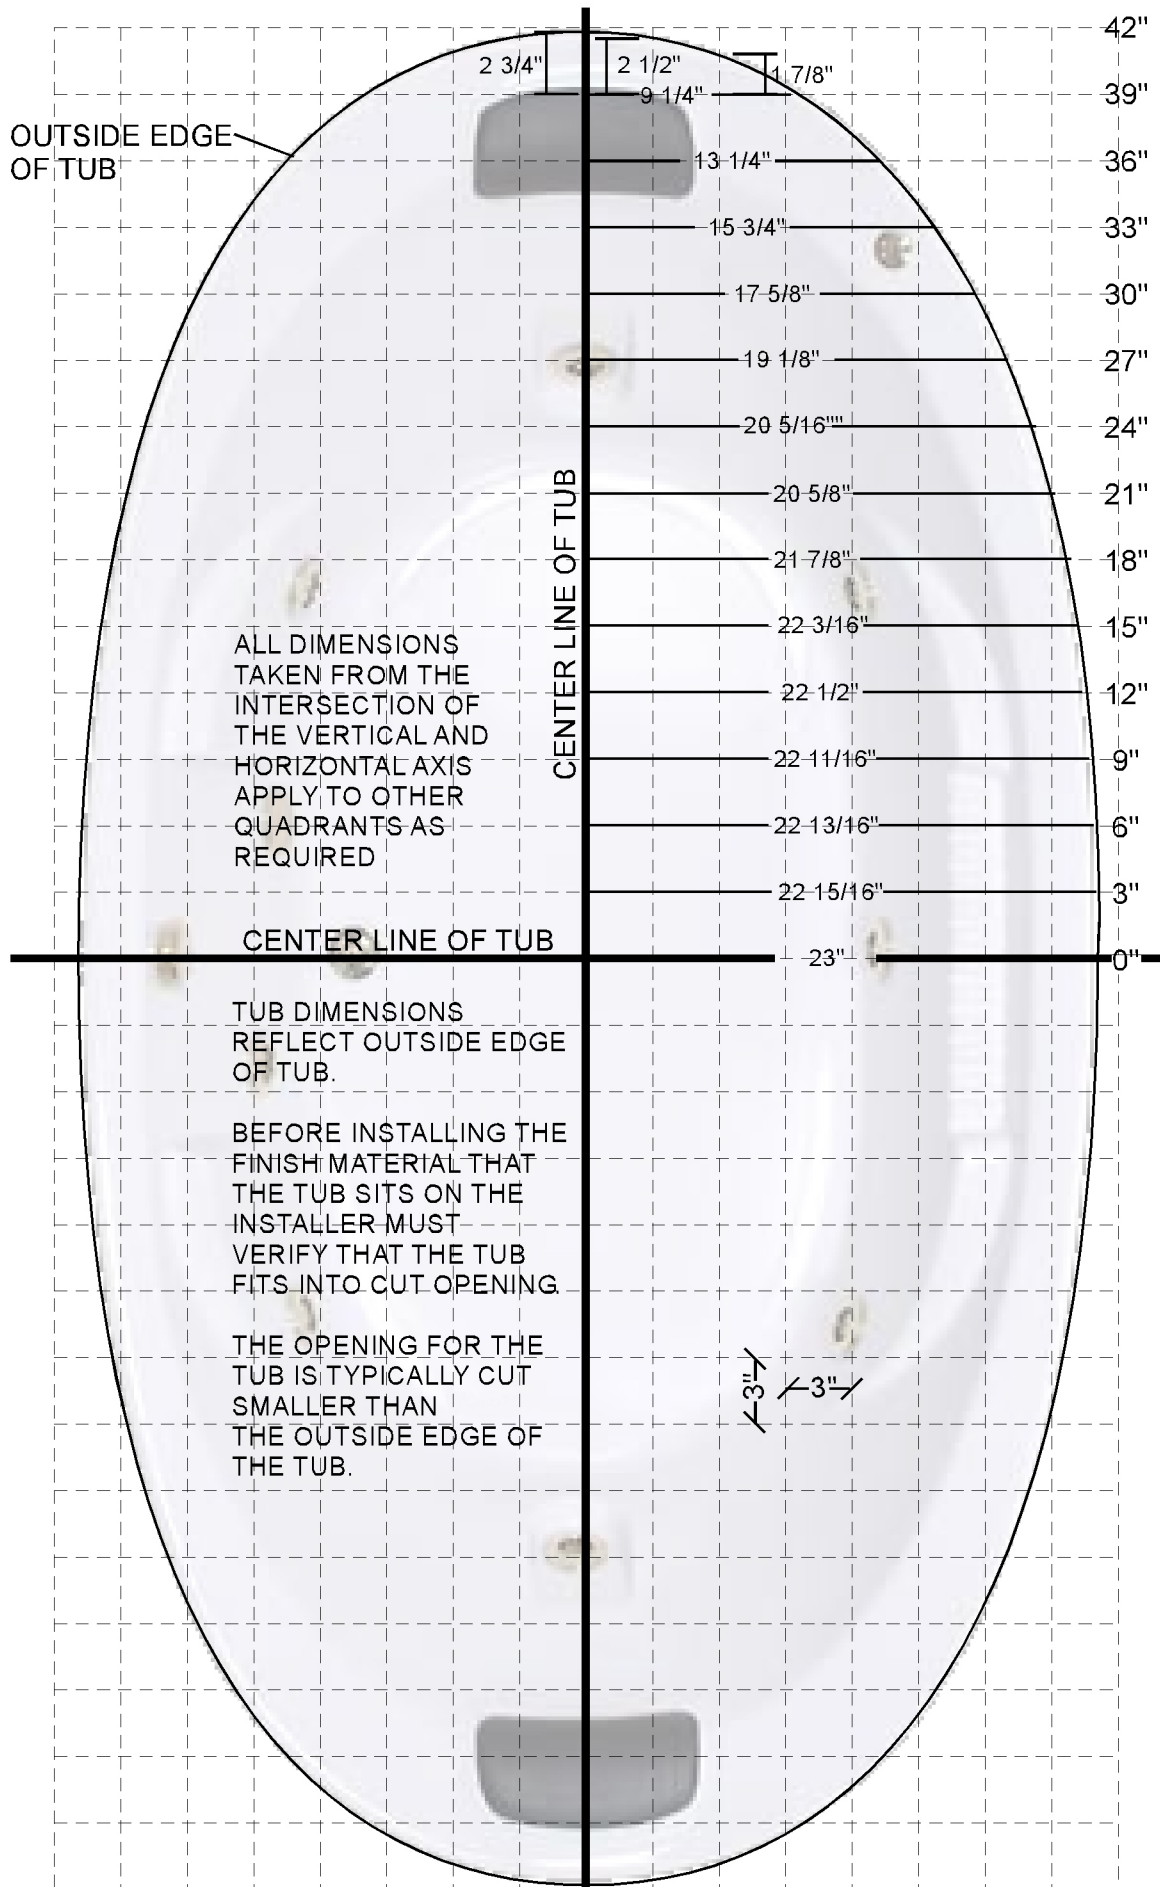 42"
2 3/4"
2 1/2"
1 7/8"
9 1/4"
39"
OUTSIDE EDGE
OF TUB
13 1/4"
36"
15 3/4"
33"
17 5/8"
30"
19 1/8"
27"
20 5/16""
24"
20 5/8"
21"
21 7/8"
18"
22 3/16"
15"
22 1/2"
12"
22 11/16"
9"
22 13/16"
6"
22 15/16"
3"
23"
0"
CENTER LINE OF TUB
ALL DIMENSIONS
TAKEN FROM THE
INTERSECTION OF
THE VERTICAL AND
HORIZONTAL AXIS
APPLY TO OTHER
QUADRANTS AS
REQUIRED
CENTER LINE OF TUB
TUB DIMENSIONS
REFLECT OUTSIDE EDGE
OF TUB.
BEFORE INSTALLING THE
FINISH MATERIAL THAT
THE TUB SITS ON THE
INSTALLER MUST
VERIFY THAT THE TUB
FITS INTO CUT OPENING.
THE OPENING FOR THE
TUB IS TYPICALLY CUT
SMALLER THAN
THE OUTSIDE EDGE OF
THE TUB.
3"
3"